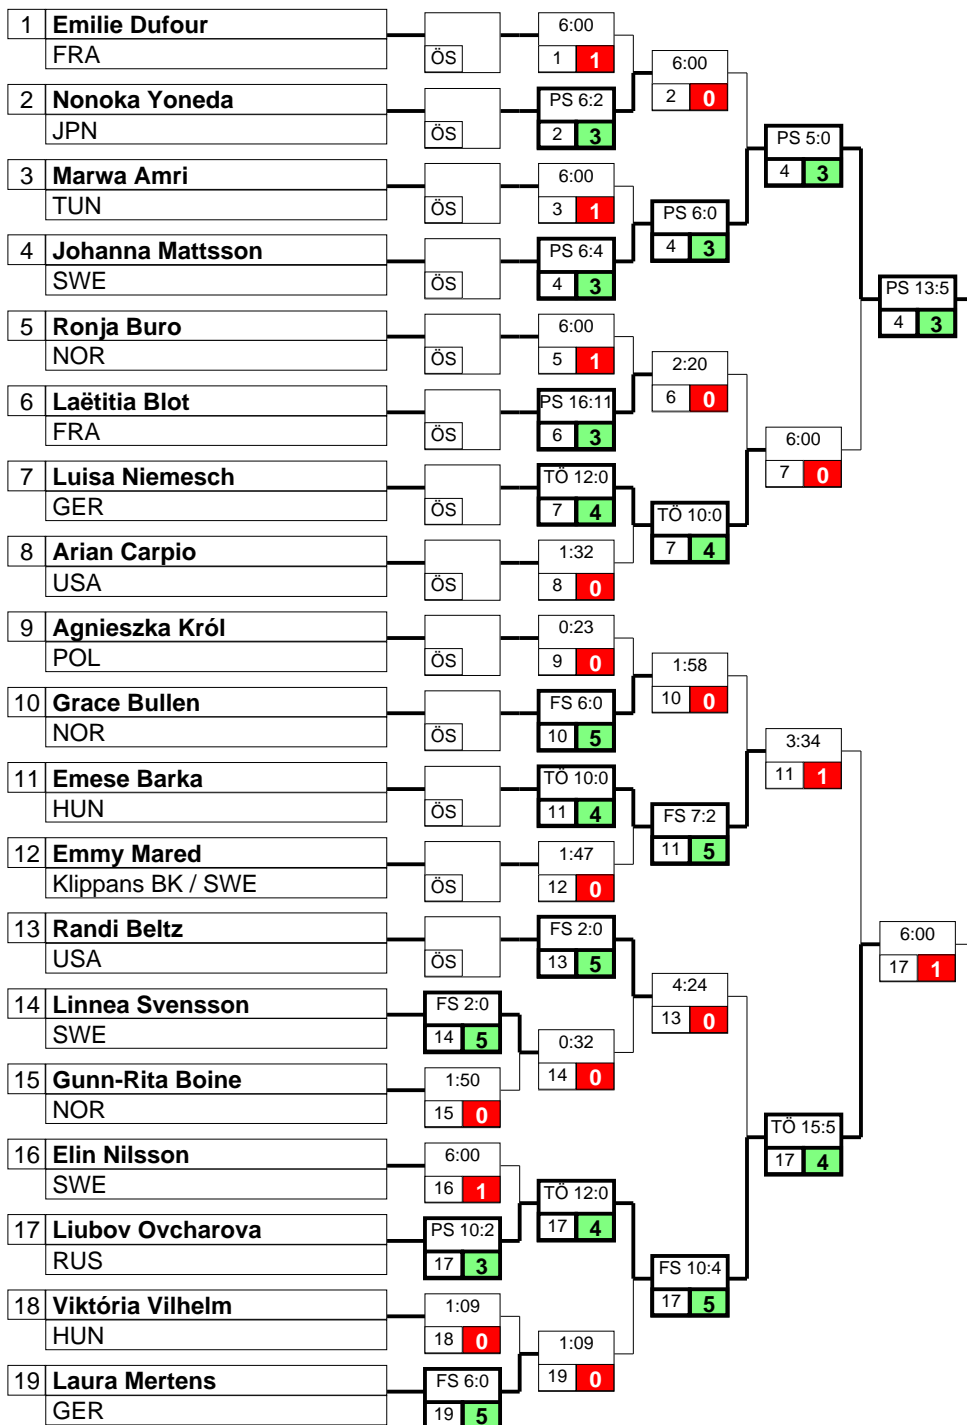 1 Emilie Dufour
FRA
ÖS
6:00
1 1
6:00
2 0
2 Nonoka Yoneda
JPN
ÖS
PS 6:2
2 3
PS 5:0
4 3
3 Marwa Amri
TUN
ÖS
6:00
3 1
PS 6:0
4 3
4 Johanna Mattsson
SWE
ÖS
PS 6:4
4 3
PS 13:5
4 3
5 Ronja Buro
NOR
ÖS
6:00
5 1
2:20
6 0
6 Laëtitia Blot
FRA
ÖS
PS 16:11
6 3
6:00
7 0
7 Luisa Niemesch
GER
ÖS
TÖ 12:0
7 4
TÖ 10:0
7 4
8 Arian Carpio
USA
ÖS
1:32
8 0
9 Agnieszka Król
POL
ÖS
0:23
9 0
1:58
10 0
10 Grace Bullen
NOR
ÖS
FS 6:0
10 5
3:34
11 1
11 Emese Barka
HUN
ÖS
TÖ 10:0
11 4
FS 7:2
11 5
12 Emmy Mared
Klippans BK / SWE
ÖS
1:47
12 0
13 Randi Beltz
USA
ÖS
FS 2:0
13 5
6:00
17 1
4:24
13 0
14 Linnea Svensson
SWE
FS 2:0
14 5
0:32
14 0
15 Gunn-Rita Boine
NOR
1:50
15 0
TÖ 15:5
17 4
16 Elin Nilsson
SWE
6:00
16 1
TÖ 12:0
17 4
17 Liubov Ovcharova
RUS
PS 10:2
17 3
FS 10:4
17 5
18 Viktória Vilhelm
HUN
1:09
18 0
1:09
19 0
19 Laura Mertens
GER
FS 6:0
19 5